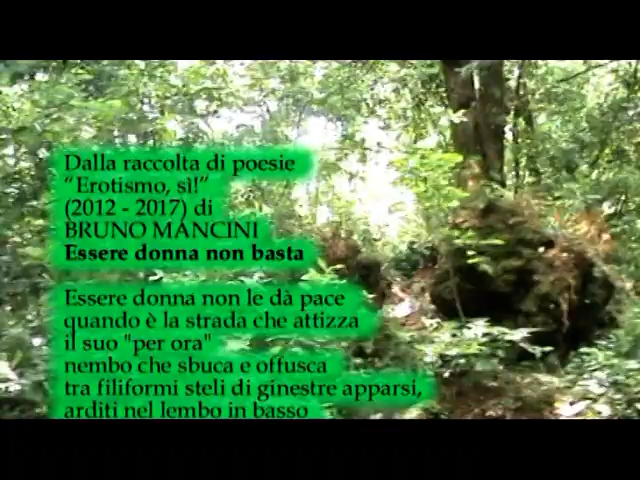 Dalla raccolta di poesie
“Erotismo, sì!”
(2012 - 2017) di
BRUNO MANCINI
Essere donna non basta
Essere donna non le dà pace
quando è la strada che attizza
il suo "per ora"
nembo che sbuca e offusca
tra filiformi steli di ginestre apparsi,
arditi nel lembo in basso